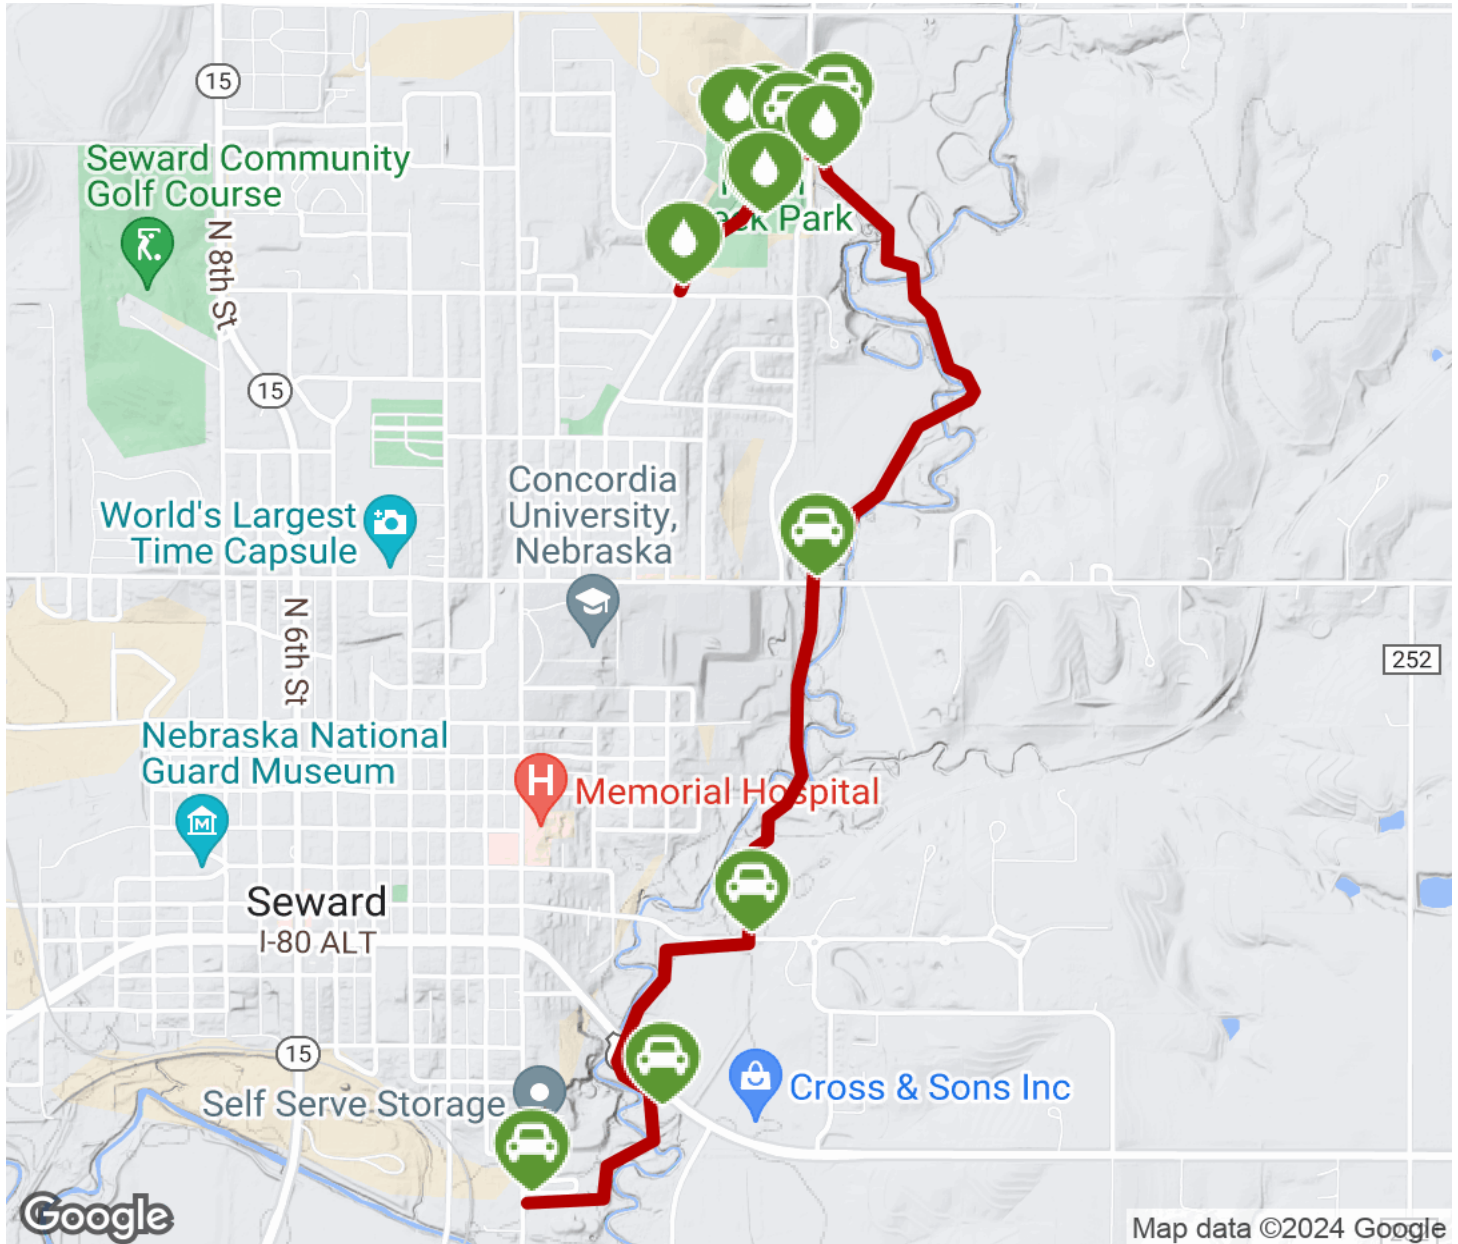 15
Seward Community
Golf Course
Park
N 8th St
15
Concordia
University,
Nebraska
World's Largest
Time Capsule
N 6th St
252
Nebraska National
Guard Museum
H
Memorial Hospital
M
Seward
I-80 ALT
15
Cross & Sons Inc
Self Serve Storage
Google
Map data ©2024 Google